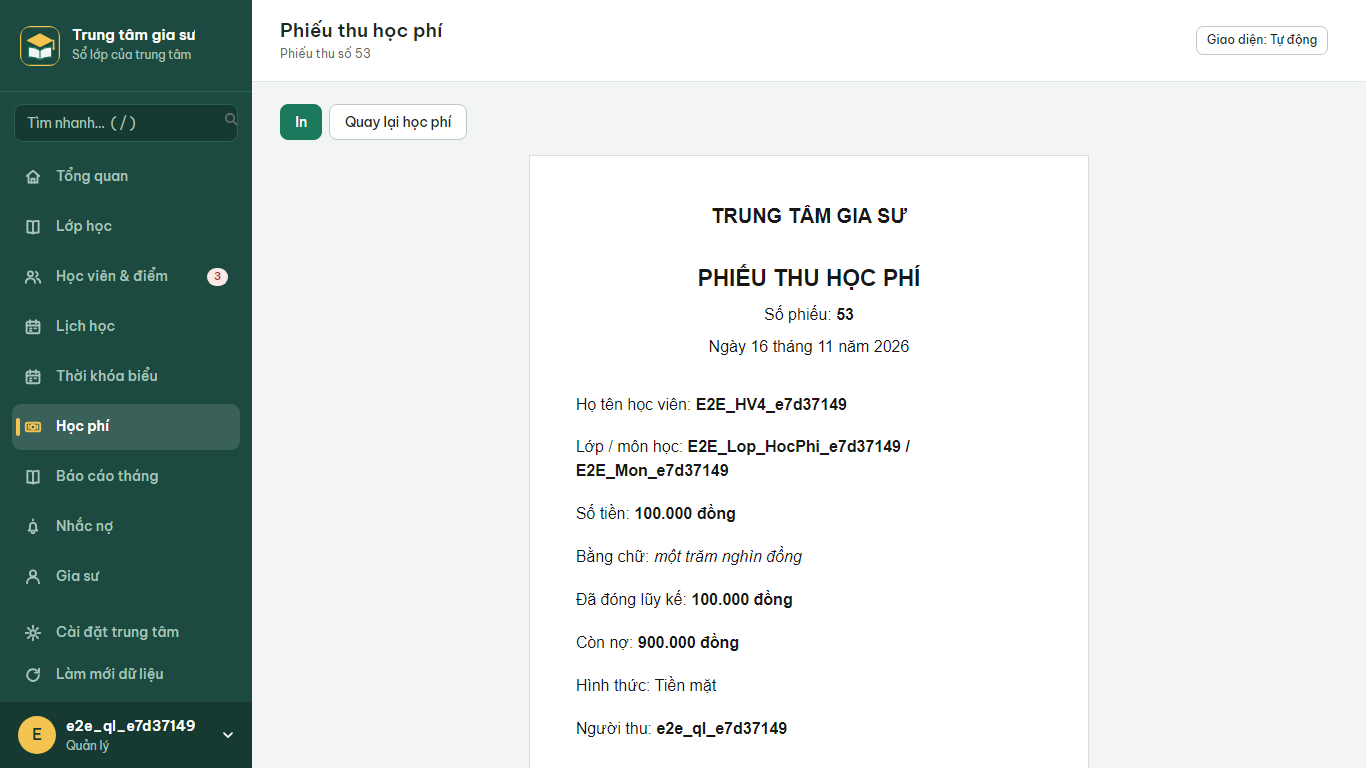 Trung tâm gia sư
Sổ lớp của trung tâm
Tìm nhanh... ( / )
Tổng quan
Lớp học
Học viên & điểm
3
Lịch học
Thời khóa biểu
Học phí
Báo cáo tháng
Nhắc nợ
Gia sư
Cài đặt trung tâm
Làm mới dữ liệu
E
e2e_ql_e7d37149
Quản lý
Phiếu thu học phí
Phiếu thu số 53
Giao diện: Tự động
In
Quay lại học phí
TRUNG TÂM GIA SƯ
PHIẾU THU HỌC PHÍ
Số phiếu: 53
Ngày 16 tháng 11 năm 2026
Họ tên học viên: E2E_HV4_e7d37149
Lớp / môn học: E2E_Lop_HocPhi_e7d37149 /
E2E_Mon_e7d37149
Số tiền: 100.000 đồng
Bằng chữ: một trăm nghìn đồng
Đã đóng lũy kế: 100.000 đồng
Còn nợ: 900.000 đồng
Hình thức: Tiền mặt
Người thu: e2e_ql_e7d37149